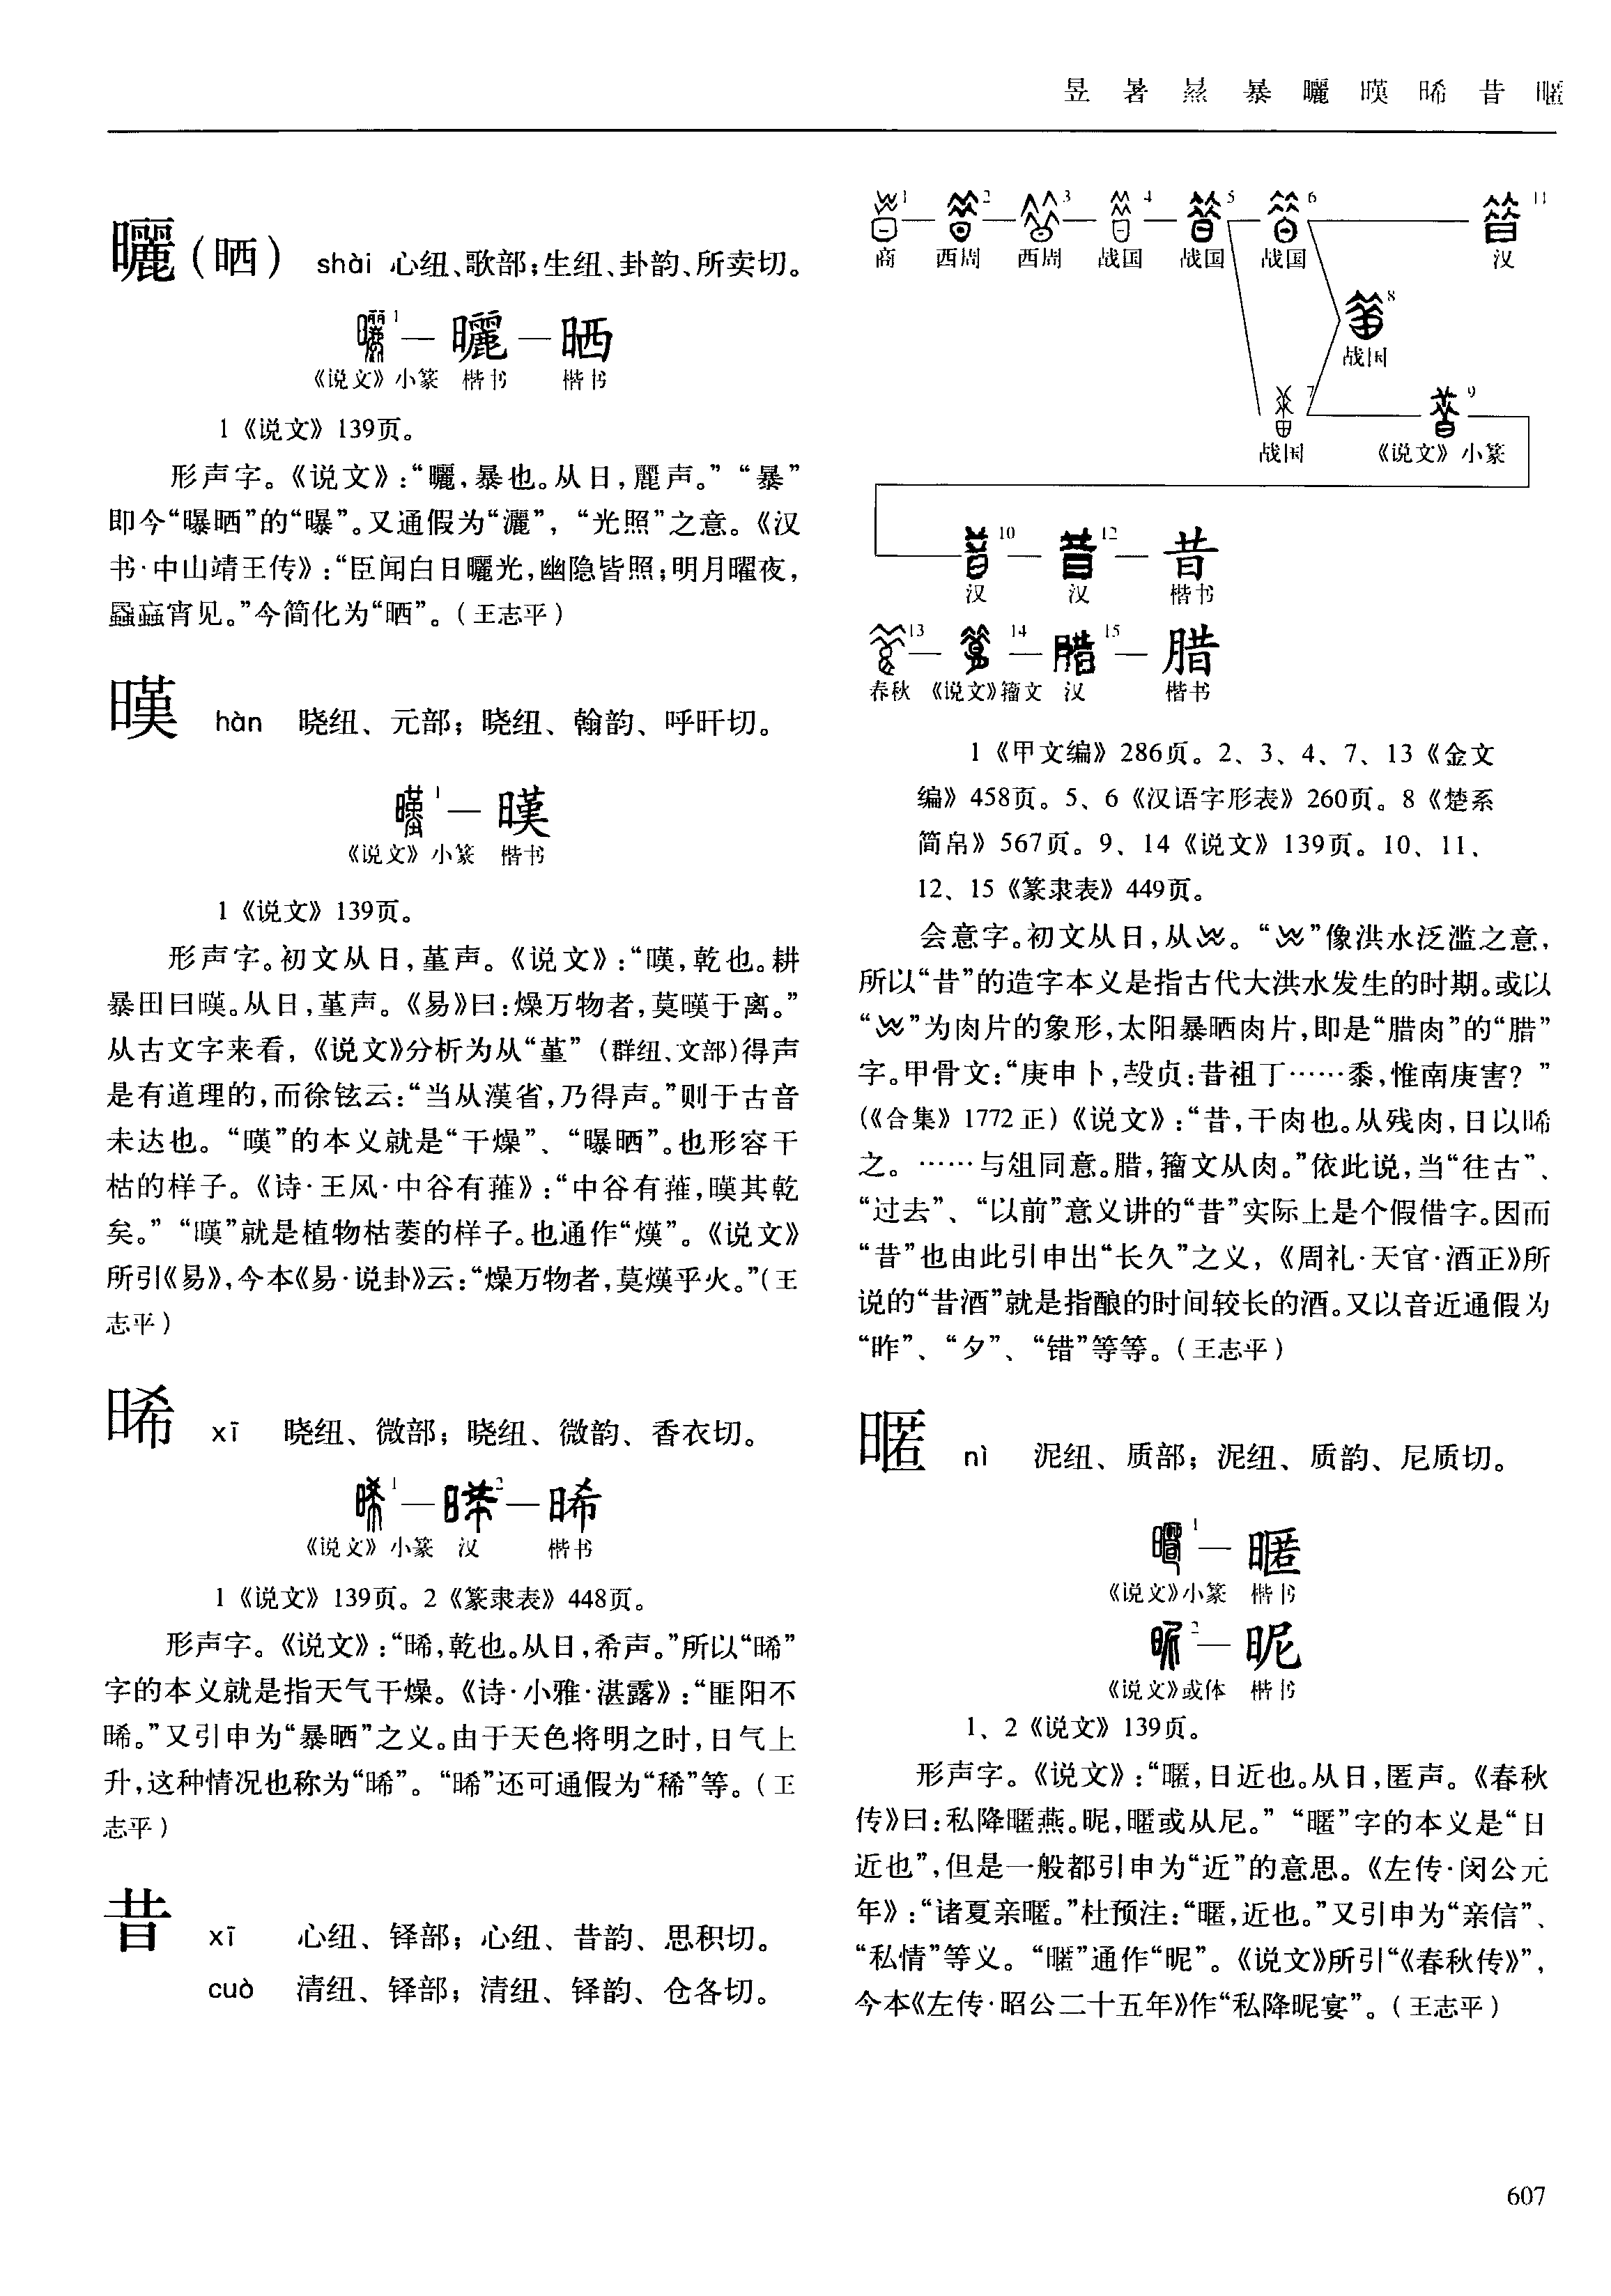 昱 暑 㬎 暴 曬 暵 晞 昔 暱
曬（晒） shài 心纽、歌部；生纽、卦韵、所卖切。
1 — 曬 — 晒
《说文》小篆 楷书 楷书
1《说文》139页。
形声字。《说文》：“曬，暴也。从日，麗声。”“暴”
即今“曝晒”的“曝”。又通假为“灑”，“光照”之意。《汉
书·中山靖王传》：“臣闻白日曬光，幽隐皆照；明月曜夜，
蟲蝱宵见。”今简化为“晒”。（王志平）
暵 hàn 晓纽、元部；晓纽、翰韵、呼旰切。
1 — 暵
《说文》小篆 楷书
1《说文》139页。
形声字。初文从日，堇声。《说文》：“暵，乾也。耕
暴田曰暵。从日，堇声。《易》曰：燥万物者，莫暵于离。”
从古文字来看，《说文》分析为从“堇”（群纽、文部）得声
是有道理的，而徐铉云：“当从漢省，乃得声。”则于古音
未达也。“暵”的本义就是“干燥”、“曝晒”。也形容干
枯的样子。《诗·王风·中谷有蓷》：“中谷有蓷，暵其乾
矣。”“暵”就是植物枯萎的样子。也通作“熯”。《说文》
所引《易》，今本《易·说卦》云：“燥万物者，莫熯乎火。”（王
志平）
晞 xī 晓纽、微部；晓纽、微韵、香衣切。
1 — 2 — 晞
《说文》小篆 汉 楷书
1《说文》139页。2《篆隶表》448页。
形声字。《说文》：“晞，乾也。从日，希声。”所以“晞”
字的本义就是指天气干燥。《诗·小雅·湛露》：“匪阳不
晞。”又引申为“暴晒”之义。由于天色将明之时，日气上
升，这种情况也称为“晞”。“晞”还可通假为“稀”等。（王
志平）
昔 xī 心纽、铎部；心纽、昔韵、思积切。
cuò 清纽、铎部；清纽、铎韵、仓各切。
1 — 2 — 3 — 4 — 5 — 6 — 11
商 西周 西周 战国 战国 战国 汉
8
战国
7 — 9
战国 《说文》小篆
10 — 12 — 昔
汉 汉 楷书
13 — 14 — 15 — 腊
春秋 《说文》籀文 汉 楷书
1《甲文编》286页。2、3、4、7、13《金文
编》458页。5、6《汉语字形表》260页。8《楚系
简帛》567页。9、14《说文》139页。10、11、
12、15《篆隶表》449页。
会意字。初文从日，从。“”像洪水泛滥之意，
所以“昔”的造字本义是指古代大洪水发生的时期。或以
“”为肉片的象形，太阳暴晒肉片，即是“腊肉”的“腊”
字。甲骨文：“庚申卜，㱿贞：昔祖丁……黍，惟南庚害？”
（《合集》1772正）《说文》：“昔，干肉也。从残肉，日以晞
之。……与俎同意。腊，籀文从肉。”依此说，当“往古”、
“过去”、“以前”意义讲的“昔”实际上是个假借字。因而
“昔”也由此引申出“长久”之义，《周礼·天官·酒正》所
说的“昔酒”就是指酿的时间较长的酒。又以音近通假为
“昨”、“夕”、“错”等等。（王志平）
暱 nì 泥纽、质部；泥纽、质韵、尼质切。
1 — 暱
《说文》小篆 楷书
2 — 昵
《说文》或体 楷书
1、2《说文》139页。
形声字。《说文》：“暱，日近也。从日，匿声。《春秋
传》曰：私降暱燕。昵，暱或从尼。”“暱”字的本义是“日
近也”，但是一般都引申为“近”的意思。《左传·闵公元
年》：“诸夏亲暱。”杜预注：“暱，近也。”又引申为“亲信”、
“私情”等义。“暱”通作“昵”。《说文》所引“《春秋传》”，
今本《左传·昭公二十五年》作“私降昵宴”。（王志平）
607